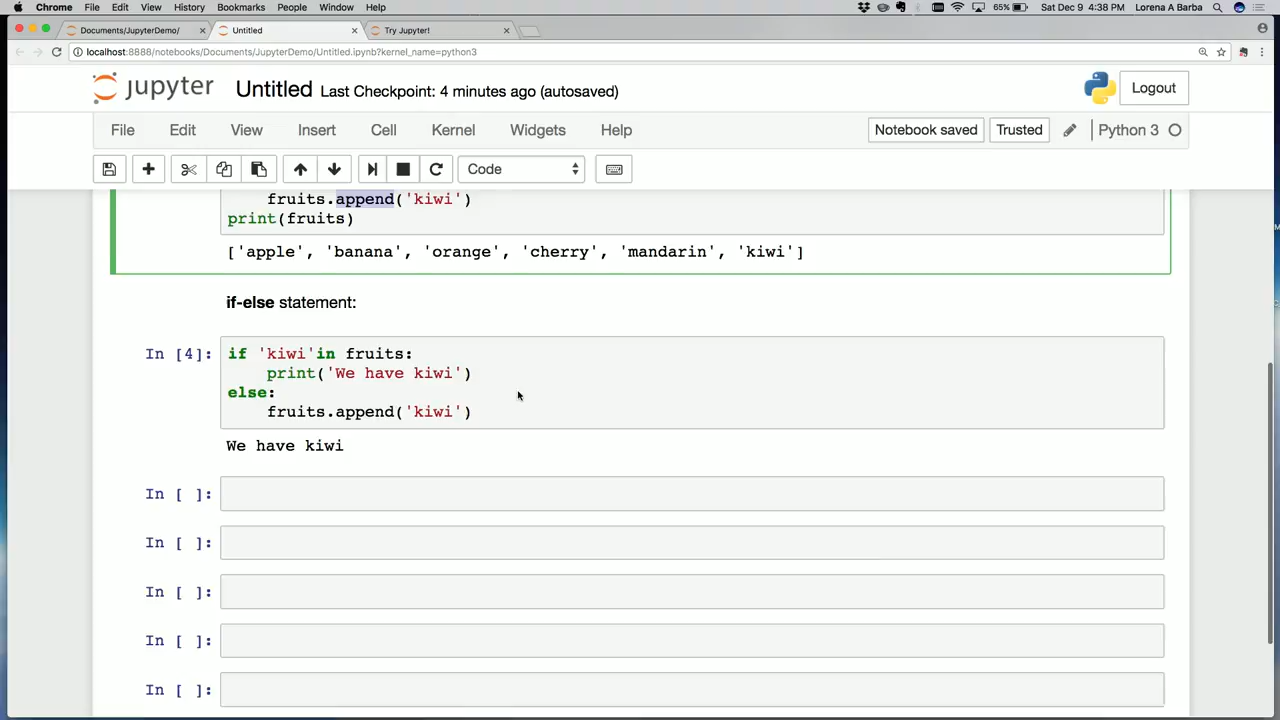 Chrome File Edit View History Bookmarks People Window Help 65% Sat Dec 9 4:38 PM Lorena A Barba
Documents/JupyterDemo/ Untitled Try Jupyter!
localhost:8888/notebooks/Documents/JupyterDemo/Untitled.ipynb?kernel_name=python3
jupyter Untitled Last Checkpoint: 4 minutes ago (autosaved) Logout
File Edit View Insert Cell Kernel Widgets Help Notebook saved Trusted Python 3
Code
fruits.append('kiwi')
print(fruits)
['apple', 'banana', 'orange', 'cherry', 'mandarin', 'kiwi']
if-else statement:
In [4]: if 'kiwi'in fruits:
print('We have kiwi')
else:
fruits.append('kiwi')
We have kiwi
In [ ]:
In [ ]:
In [ ]:
In [ ]:
In [ ]: